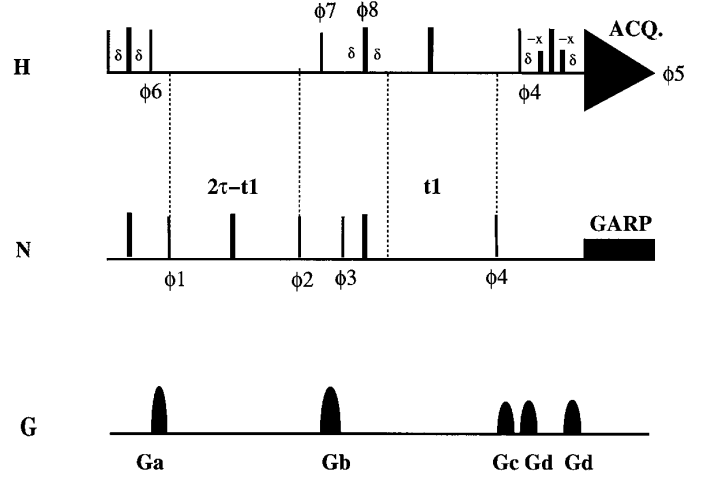 φ7 φ8
ACQ.
H δ δ δ δ -x δ -x δ
φ6 φ4 φ5
2τ-t1 t1
N GARP
φ1 φ2 φ3 φ4
G
Ga Gb Gc Gd Gd